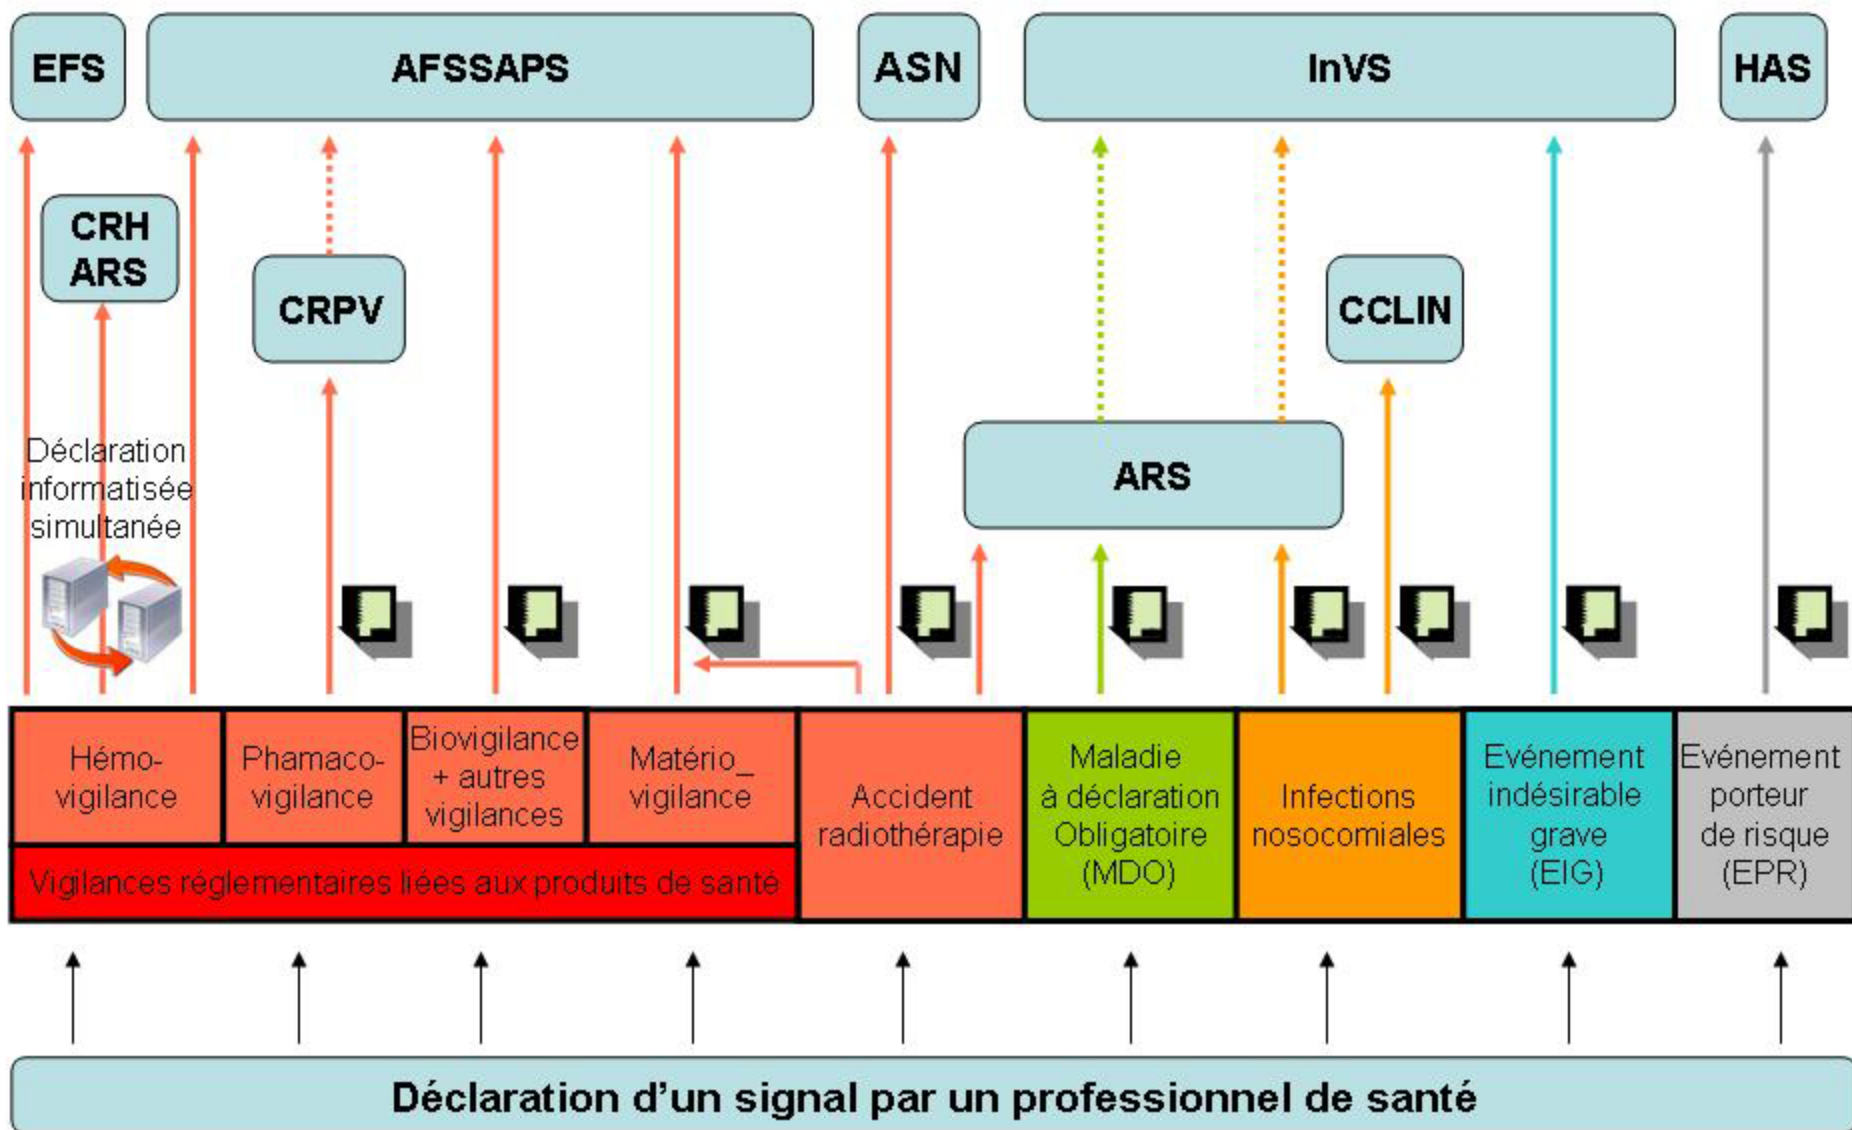 EFS
AFSSAPS
ASN
InVS
HAS
CRH
ARS
CRPV
CCLIN
ARS
Déclaration
informatisée
simultanée
Hémo-
vigilance
Phamaco-
vigilance
Biovigilance
+ autres
vigilances
Matério_
vigilance
Vigilances réglementaires liées aux produits de santé
Accident
radiothérapie
Maladie
à déclaration
Obligatoire
(MDO)
Infections
nosocomiales
Evénement
indésirable
grave
(EIG)
Evénement
porteur
de risque
(EPR)
Déclaration d’un signal par un professionnel de santé